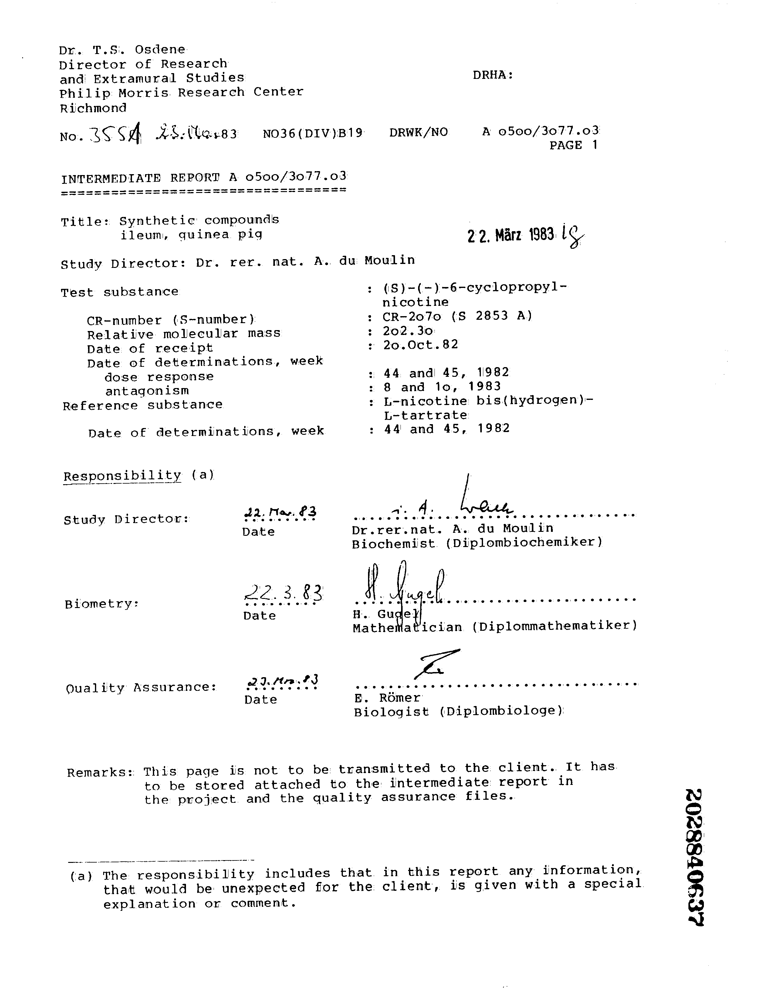 Dr. T.S. Osdene
Director of Research
and Extramural Studies
Philip Morris Research Center
Richmond
DRHA:
No. 355A 83 NO36(DIV)B19 DRWK/NO A o5oo/3o77.o3
PAGE 1
INTERMEDIATE REPORT A o5oo/3o77.o3
==================================
Title: Synthetic compounds
ileum, guinea pig
22. März 1983
Study Director: Dr. rer. nat. A. du Moulin
Test substance : (S)-(-)-6-cyclopropyl-
nicotine
CR-number (S-number) : CR-2o7o (S 2853 A)
Relative molecular mass : 2o2.3o
Date of receipt : 2o.Oct.82
Date of determinations, week
dose response : 44 and 45, 1982
antagonism : 8 and 1o, 1983
Reference substance : L-nicotine bis(hydrogen)-
L-tartrate
Date of determinations, week : 44 and 45, 1982
Responsibility (a)
Study Director: 22. Mar. 83
Date
Dr.rer.nat. A. du Moulin
Biochemist (Diplombiochemiker)
Biometry: 22.3.83 H. Gugel
Date
H. Gugel
Mathematician (Diplommathematiker)
Quality Assurance: 23. Mar. 83
Date
E. Römer
Biologist (Diplombiologe)
Remarks: This page is not to be transmitted to the client. It has
to be stored attached to the intermediate report in
the project and the quality assurance files.
(a) The responsibility includes that in this report any information,
that would be unexpected for the client, is given with a special
explanation or comment.
2028840637